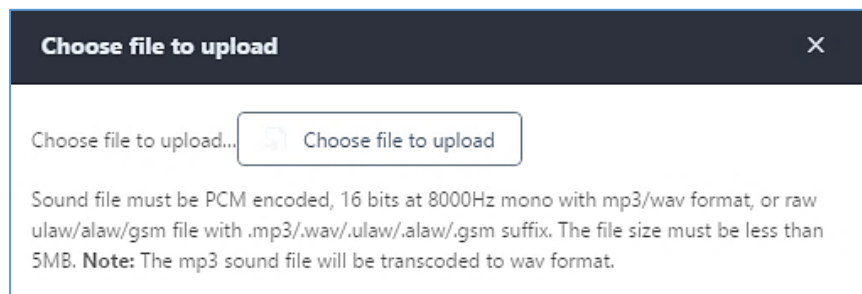 Choose file to upload
Choose file to upload... Choose file to upload
Sound file must be PCM encoded, 16 bits at 8000Hz mono with mp3/wav format, or raw
ulaw/alaw/gsm file with .mp3/.wav/.ulaw/.alaw/.gsm suffix. The file size must be less than
5MB. Note: The mp3 sound file will be transcoded to wav format.